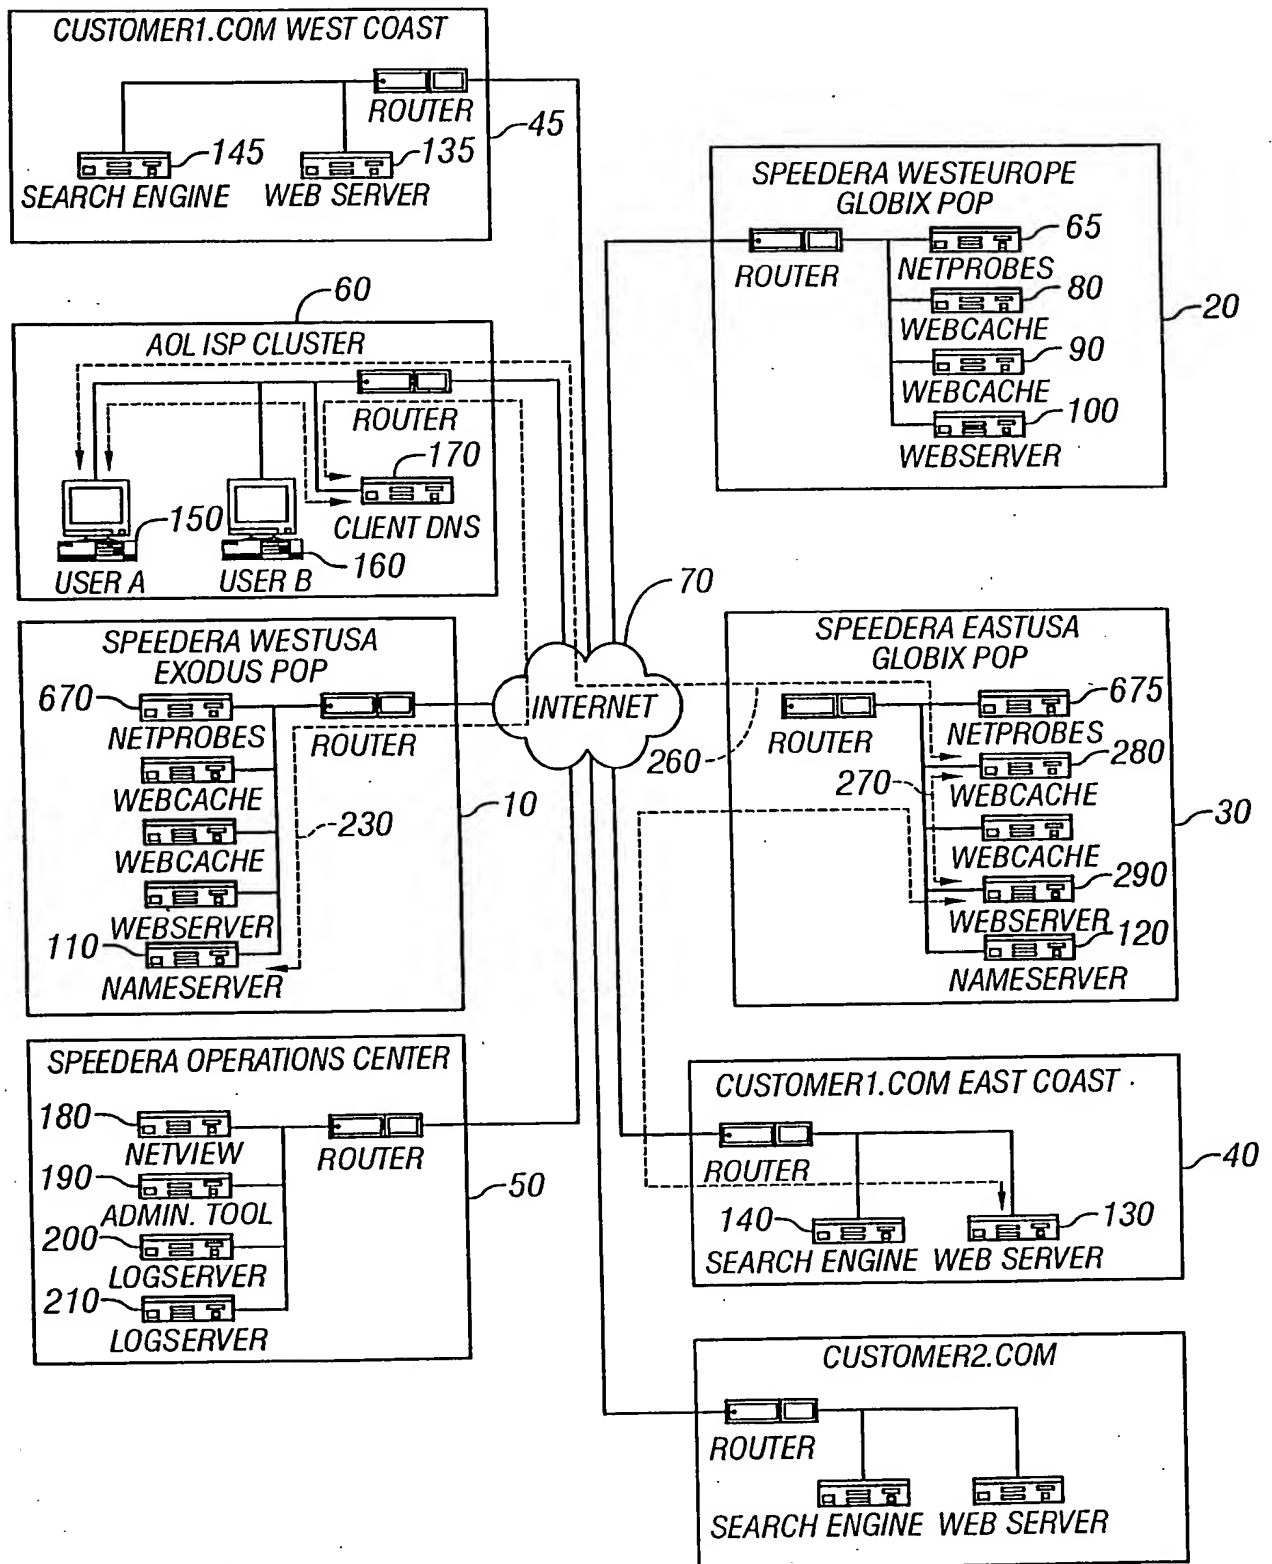 CUSTOMER1.COM WEST COAST
ROUTER
45
145
135
SEARCH ENGINE
WEB SERVER
SPEEDERA WESTEUROPE
GLOBIX POP
65
ROUTER
NETPROBES
80
20
WEBCACHE
90
WEBCACHE
100
WEBSERVER
60
AOL ISP CLUSTER
ROUTER
170
CLIENT DNS
150
160
USER A
USER B
70
INTERNET
SPEEDERA WESTUSA
EXODUS POP
670
NETPROBES
ROUTER
WEBCACHE
10
230
WEBCACHE
WEBSERVER
110
NAMESERVER
SPEEDERA EASTUSA
GLOBIX POP
675
ROUTER
NETPROBES
260
280
270
WEBCACHE
30
WEBCACHE
290
WEBSERVER
120
NAMESERVER
SPEEDERA OPERATIONS CENTER
180
NETVIEW
ROUTER
190
50
ADMIN. TOOL
200
LOGSERVER
210
LOGSERVER
CUSTOMER1.COM EAST COAST
ROUTER
40
140
130
SEARCH ENGINE
WEB SERVER
CUSTOMER2.COM
ROUTER
SEARCH ENGINE
WEB SERVER